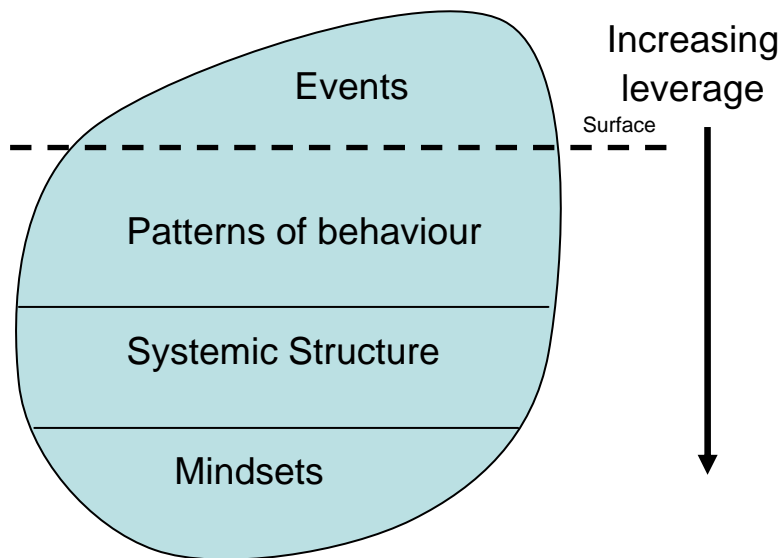 Increasing
leverage
Events
Surface
Patterns of behaviour
Systemic Structure
Mindsets